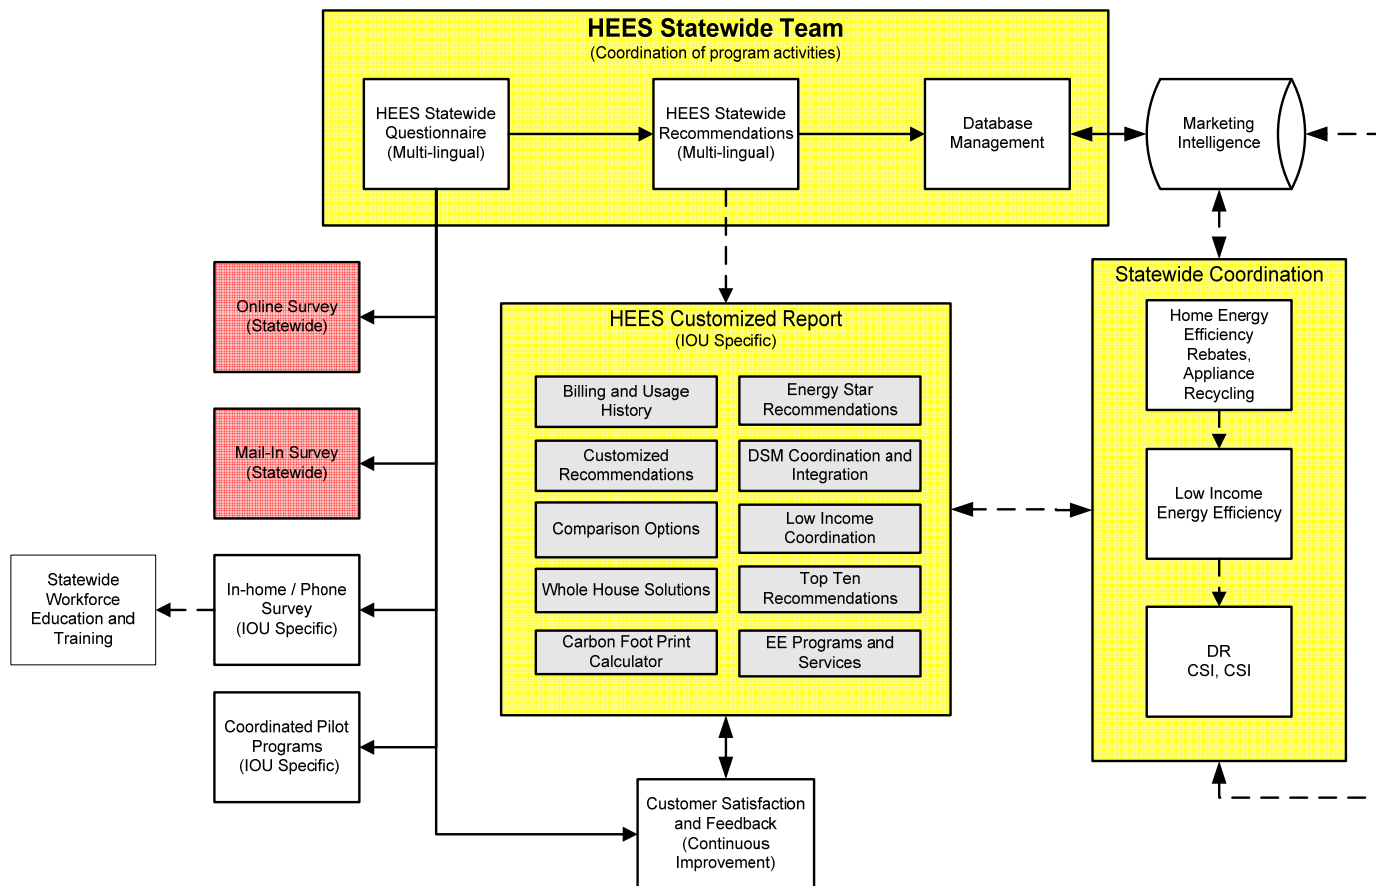 HEES Statewide Team
(Coordination of program activities)
HEES Statewide
Questionnaire
(Multi-lingual)
HEES Statewide
Recommendations
(Multi-lingual)
Database
Management
Marketing
Intelligence
Online Survey
(Statewide)
Mail-In Survey
(Statewide)
Statewide
Workforce
Education and
Training
In-home / Phone
Survey
(IOU Specific)
Coordinated Pilot
Programs
(IOU Specific)
HEES Customized Report
(IOU Specific)
Billing and Usage
History
Energy Star
Recommendations
Customized
Recommendations
DSM Coordination and
Integration
Comparison Options
Low Income
Coordination
Whole House Solutions
Top Ten
Recommendations
Carbon Foot Print
Calculator
EE Programs and
Services
Customer Satisfaction
and Feedback
(Continuous
Improvement)
Statewide Coordination
Home Energy
Efficiency
Rebates,
Appliance
Recycling
Low Income
Energy Efficiency
DR
CSI, CSI